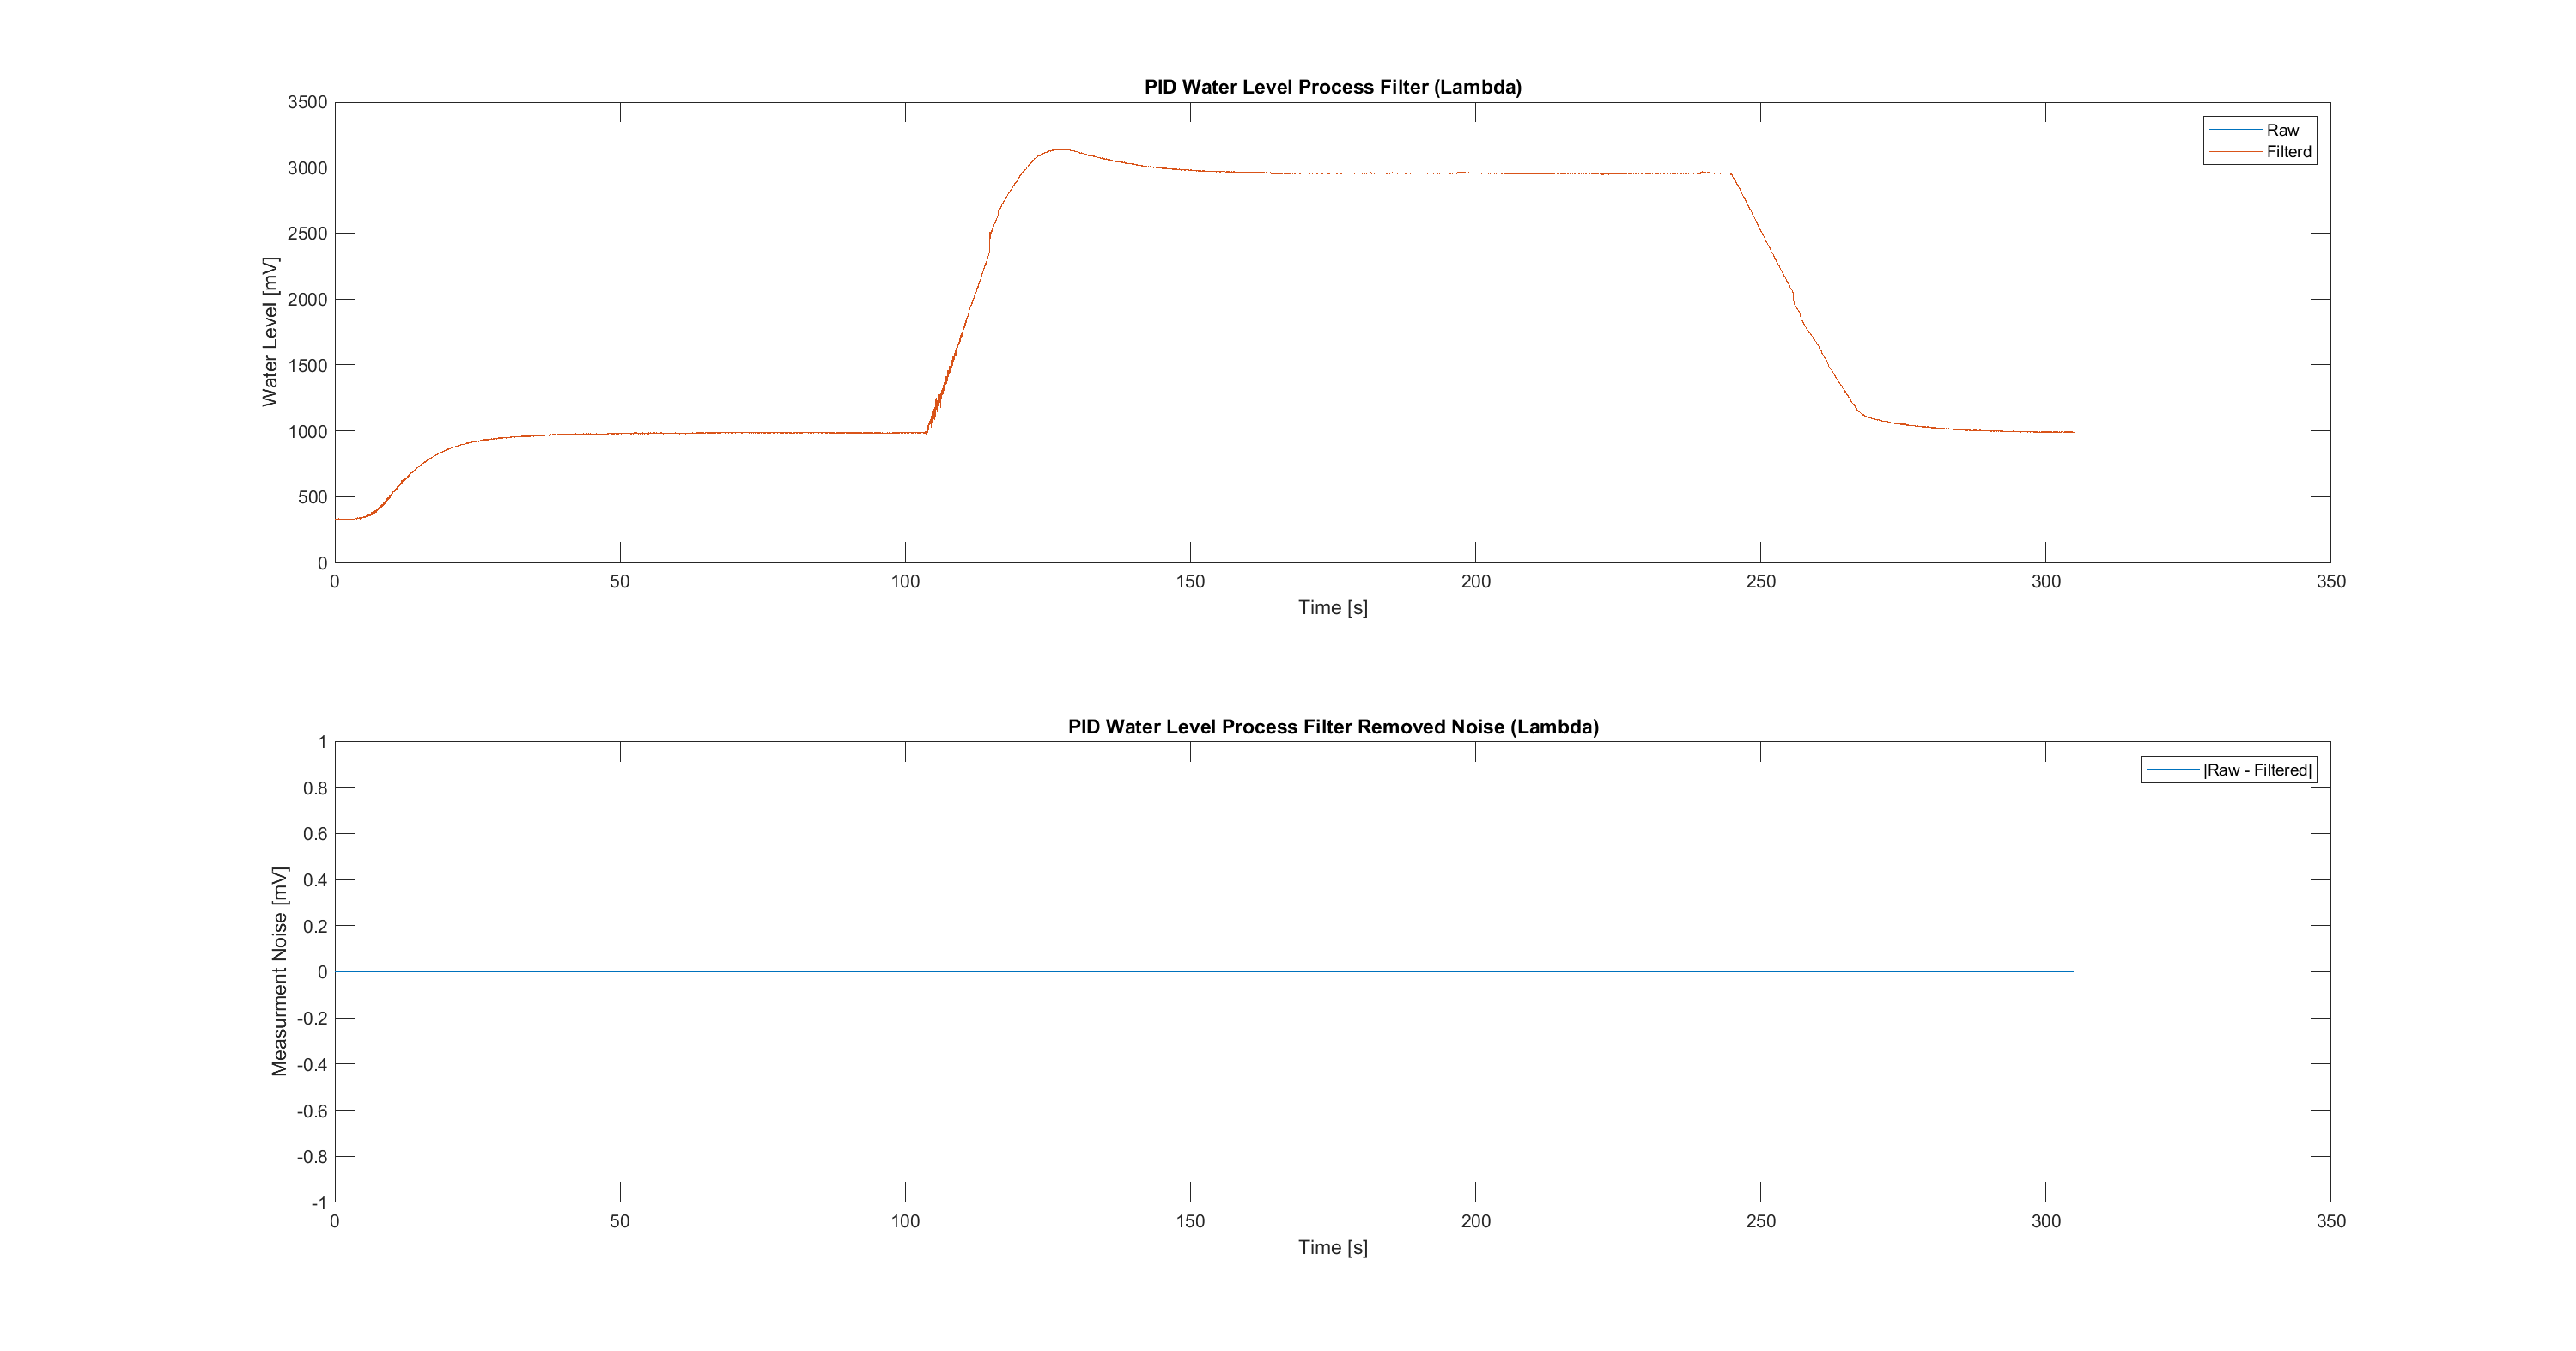 PID Water Level Process Filter (Lambda)
3500
3000
2500
2000
1500
1000
500
0
Water Level [mV]
Raw
Filterd
0 50 100 150 200 250 300 350
Time [s]
PID Water Level Process Filter Removed Noise (Lambda)
1
0.8
0.6
0.4
0.2
0
-0.2
-0.4
-0.6
-0.8
-1
Measurment Noise [mV]
|Raw - Filtered|
0 50 100 150 200 250 300 350
Time [s]